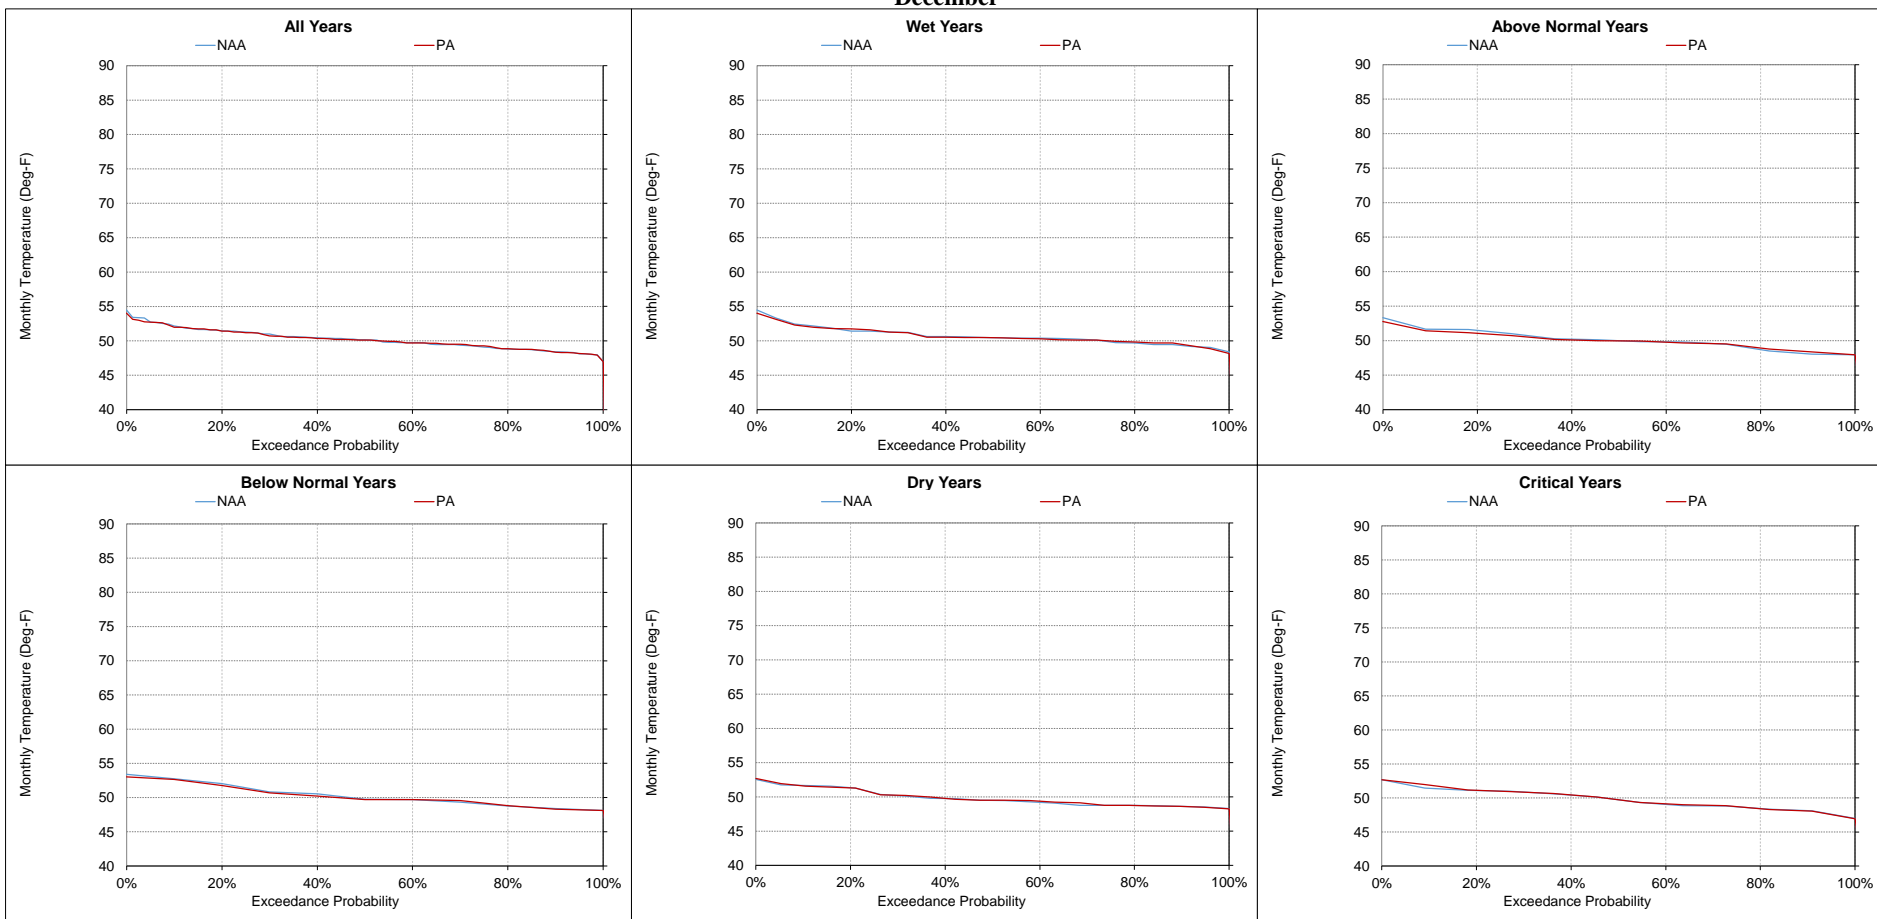 December
All Years
NAA PA
90
85
80
75
70
65
60
55
50
45
40
0% 20% 40% 60% 80% 100%
Monthly Temperature (Deg-F)
Exceedance Probability
Wet Years
NAA PA
90
85
80
75
70
65
60
55
50
45
40
0% 20% 40% 60% 80% 100%
Monthly Temperature (Deg-F)
Exceedance Probability
Above Normal Years
NAA PA
90
85
80
75
70
65
60
55
50
45
40
0% 20% 40% 60% 80% 100%
Monthly Temperature (Deg-F)
Exceedance Probability
Below Normal Years
NAA PA
90
85
80
75
70
65
60
55
50
45
40
0% 20% 40% 60% 80% 100%
Monthly Temperature (Deg-F)
Exceedance Probability
Dry Years
NAA PA
90
85
80
75
70
65
60
55
50
45
40
0% 20% 40% 60% 80% 100%
Monthly Temperature (Deg-F)
Exceedance Probability
Critical Years
NAA PA
90
85
80
75
70
65
60
55
50
45
40
0% 20% 40% 60% 80% 100%
Monthly Temperature (Deg-F)
Exceedance Probability